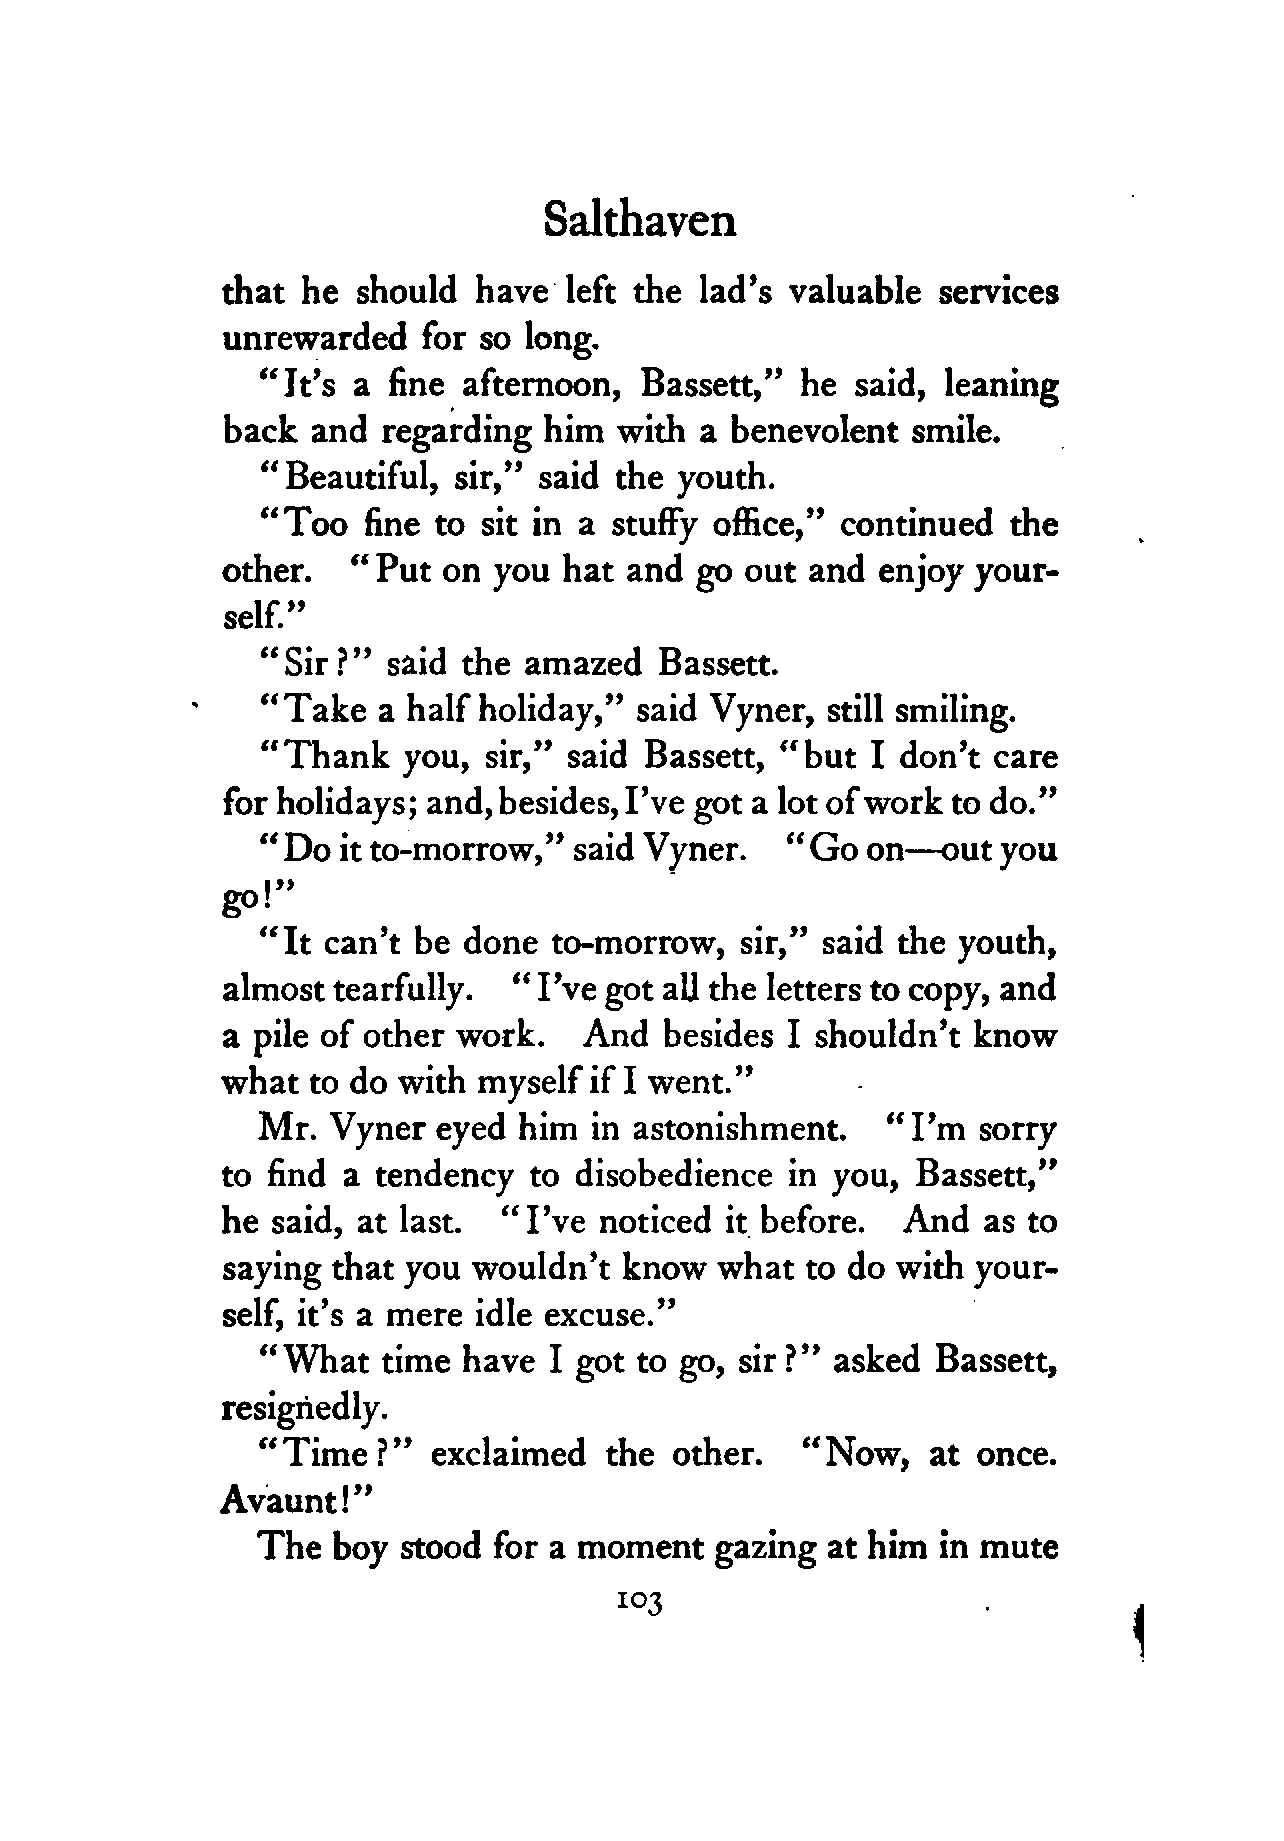 Salthaven
that he should have left the lad's valuable services
unrewarded for so long.
"It's a fine afternoon, Bassett," he said, leaning
back and regarding him with a benevolent smile.
"Beautiful, sir," said the youth.
"Too fine to sit in a stuffy office," continued the
other. "Put on you hat and go out and enjoy your-
self."
"Sir?" said the amazed Bassett.
"Take a half holiday," said Vyner, still smiling.
"Thank you, sir," said Bassett, "but I don't care
for holidays; and, besides, I've got a lot of work to do."
"Do it to-morrow," said Vyner. "Go on—out you
go!"
"It can't be done to-morrow, sir," said the youth,
almost tearfully. "I've got all the letters to copy, and
a pile of other work. And besides I shouldn't know
what to do with myself if I went."
Mr. Vyner eyed him in astonishment. "I'm sorry
to find a tendency to disobedience in you, Bassett,"
he said, at last. "I've noticed it before. And as to
saying that you wouldn't know what to do with your-
self, it's a mere idle excuse."
"What time have I got to go, sir?" asked Bassett,
resignedly.
"Time?" exclaimed the other. "Now, at once.
Avaunt!"
The boy stood for a moment gazing at him in mute
103